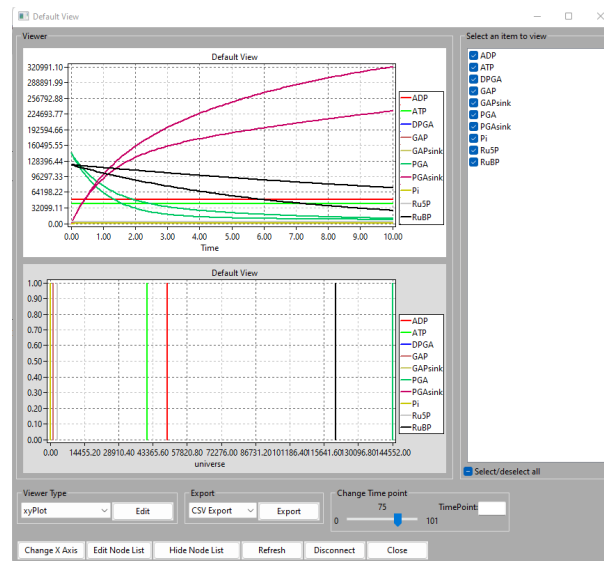 Default View
Viewer
Select an item to view
Default View
320991.10
288891.99
256792.88
224693.77
192594.66
160495.55
128396.44
96297.33
64198.22
32099.11
0.00
0.00 1.00 2.00 3.00 4.00 5.00 6.00 7.00 8.00 9.00 10.00
Time
ADP
ATP
DPGA
GAP
GAPsink
PGA
PGAsink
Pi
Ru5P
RuBP
ADP
ATP
DPGA
GAP
GAPsink
PGA
PGAsink
Pi
Ru5P
RuBP
Default View
1.00
0.90
0.80
0.70
0.60
0.50
0.40
0.30
0.20
0.10
0.00
0.00 14455.20 28910.40 43365.60 57820.80 72276.00 86731.20 101186.40 115641.60 130096.80 144552.00
universe
ADP
ATP
DPGA
GAP
GAPsink
PGA
PGAsink
Pi
Ru5P
RuBP
Select/deselect all
Viewer Type
xyPlot
Edit
Export
CSV Export
Export
Change Time point
75
0
101
TimePoint:
Change X Axis
Edit Node List
Hide Node List
Refresh
Disconnect
Close